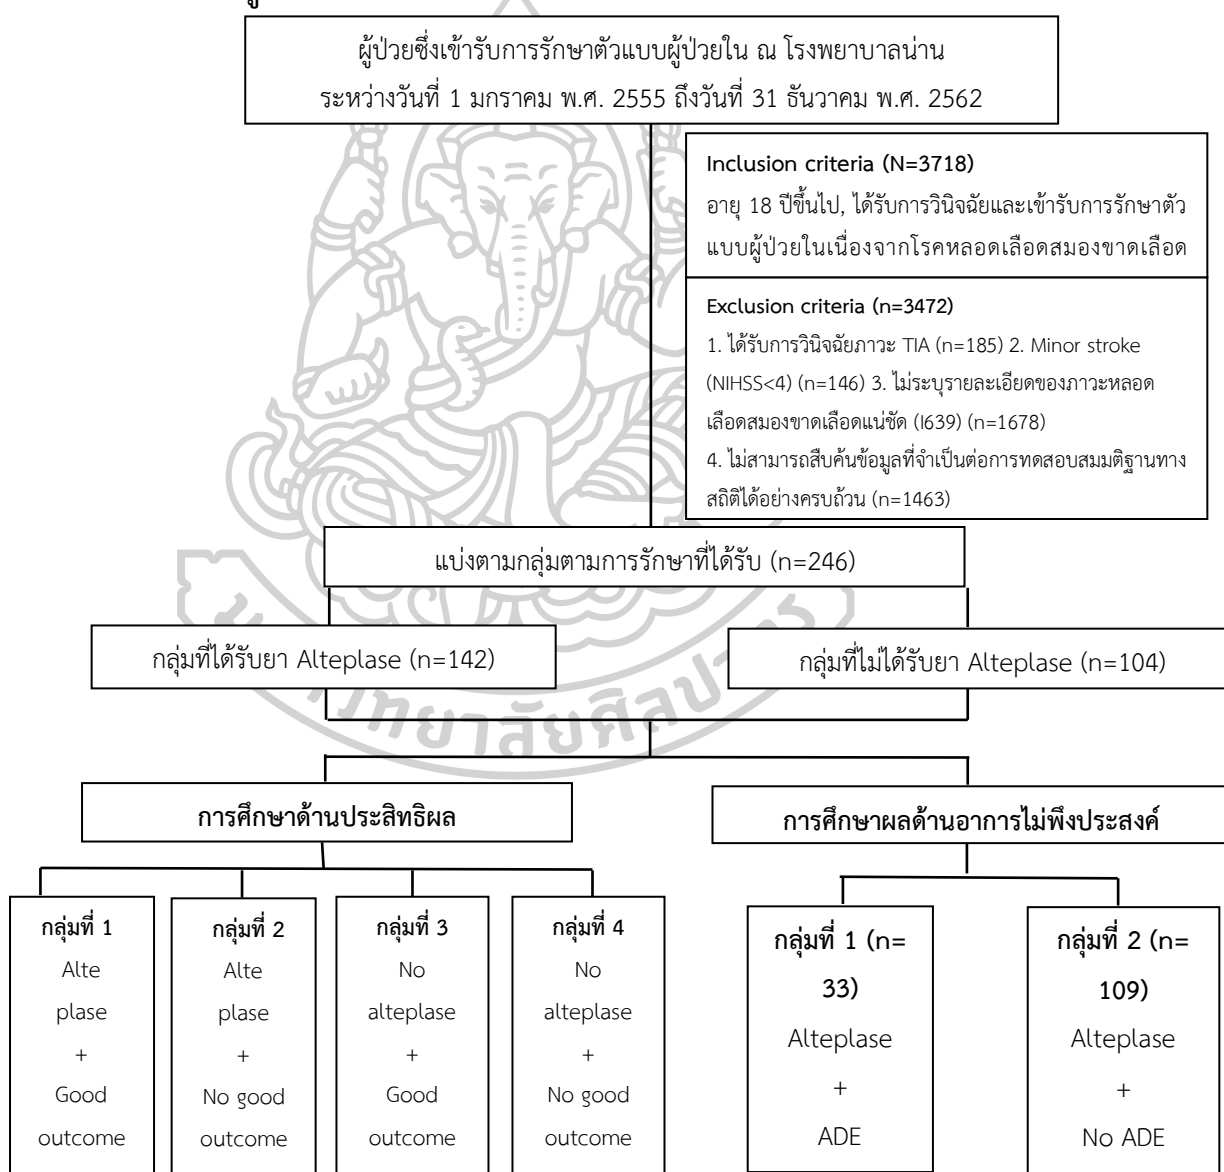 ผู้ป่วยซึ่งเข้ารับการรักษาตัวแบบผู้ป่วยใน ณ โรงพยาบาลน่าน
ระหว่างวันที่ 1 มกราคม พ.ศ. 2555 ถึงวันที่ 31 ธันวาคม พ.ศ. 2562
Inclusion criteria (N=3718)
อายุ 18 ปีขึ้นไป, ได้รับการวินิจฉัยและเข้ารับการรักษาตัว
แบบผู้ป่วยในเนื่องจากโรคหลอดเลือดสมองขาดเลือด
Exclusion criteria (n=3472)
1. ได้รับการวินิจฉัยภาวะ TIA (n=185) 2. Minor stroke
(NIHSS<4) (n=146) 3. ไม่ระบุรายละเอียดของภาวะหลอด
เลือดสมองขาดเลือดแน่ชัด (I639) (n=1678)
4. ไม่สามารถสืบค้นข้อมูลที่จำเป็นต่อการทดสอบสมมติฐานทาง
สถิติได้อย่างครบถ้วน (n=1463)
แบ่งตามกลุ่มตามการรักษาที่ได้รับ (n=246)
กลุ่มที่ได้รับยา Alteplase (n=142)
กลุ่มที่ไม่ได้รับยา Alteplase (n=104)
การศึกษาด้านประสิทธิผล
การศึกษาผลด้านอาการไม่พึงประสงค์
กลุ่มที่ 1
Alte
plase
+
Good
outcome
กลุ่มที่ 2
Alte
plase
+
No good
outcome
กลุ่มที่ 3
No
alteplase
+
Good
outcome
กลุ่มที่ 4
No
alteplase
+
No good
outcome
กลุ่มที่ 1 (n=
33)
Alteplase
+
ADE
กลุ่มที่ 2 (n=
109)
Alteplase
+
No ADE